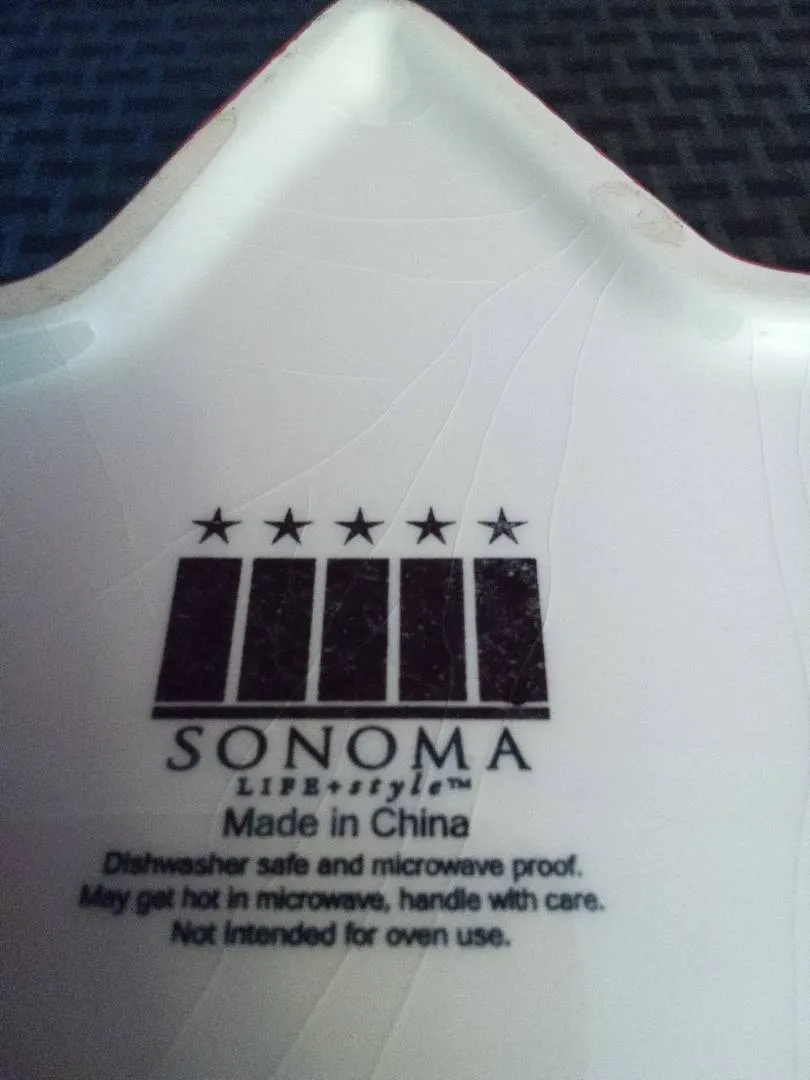 SONOMA
LIFE+style™
Made in China
Dishwasher safe and microwave proof.
May get hot in microwave, handle with care.
Not intended for oven use.